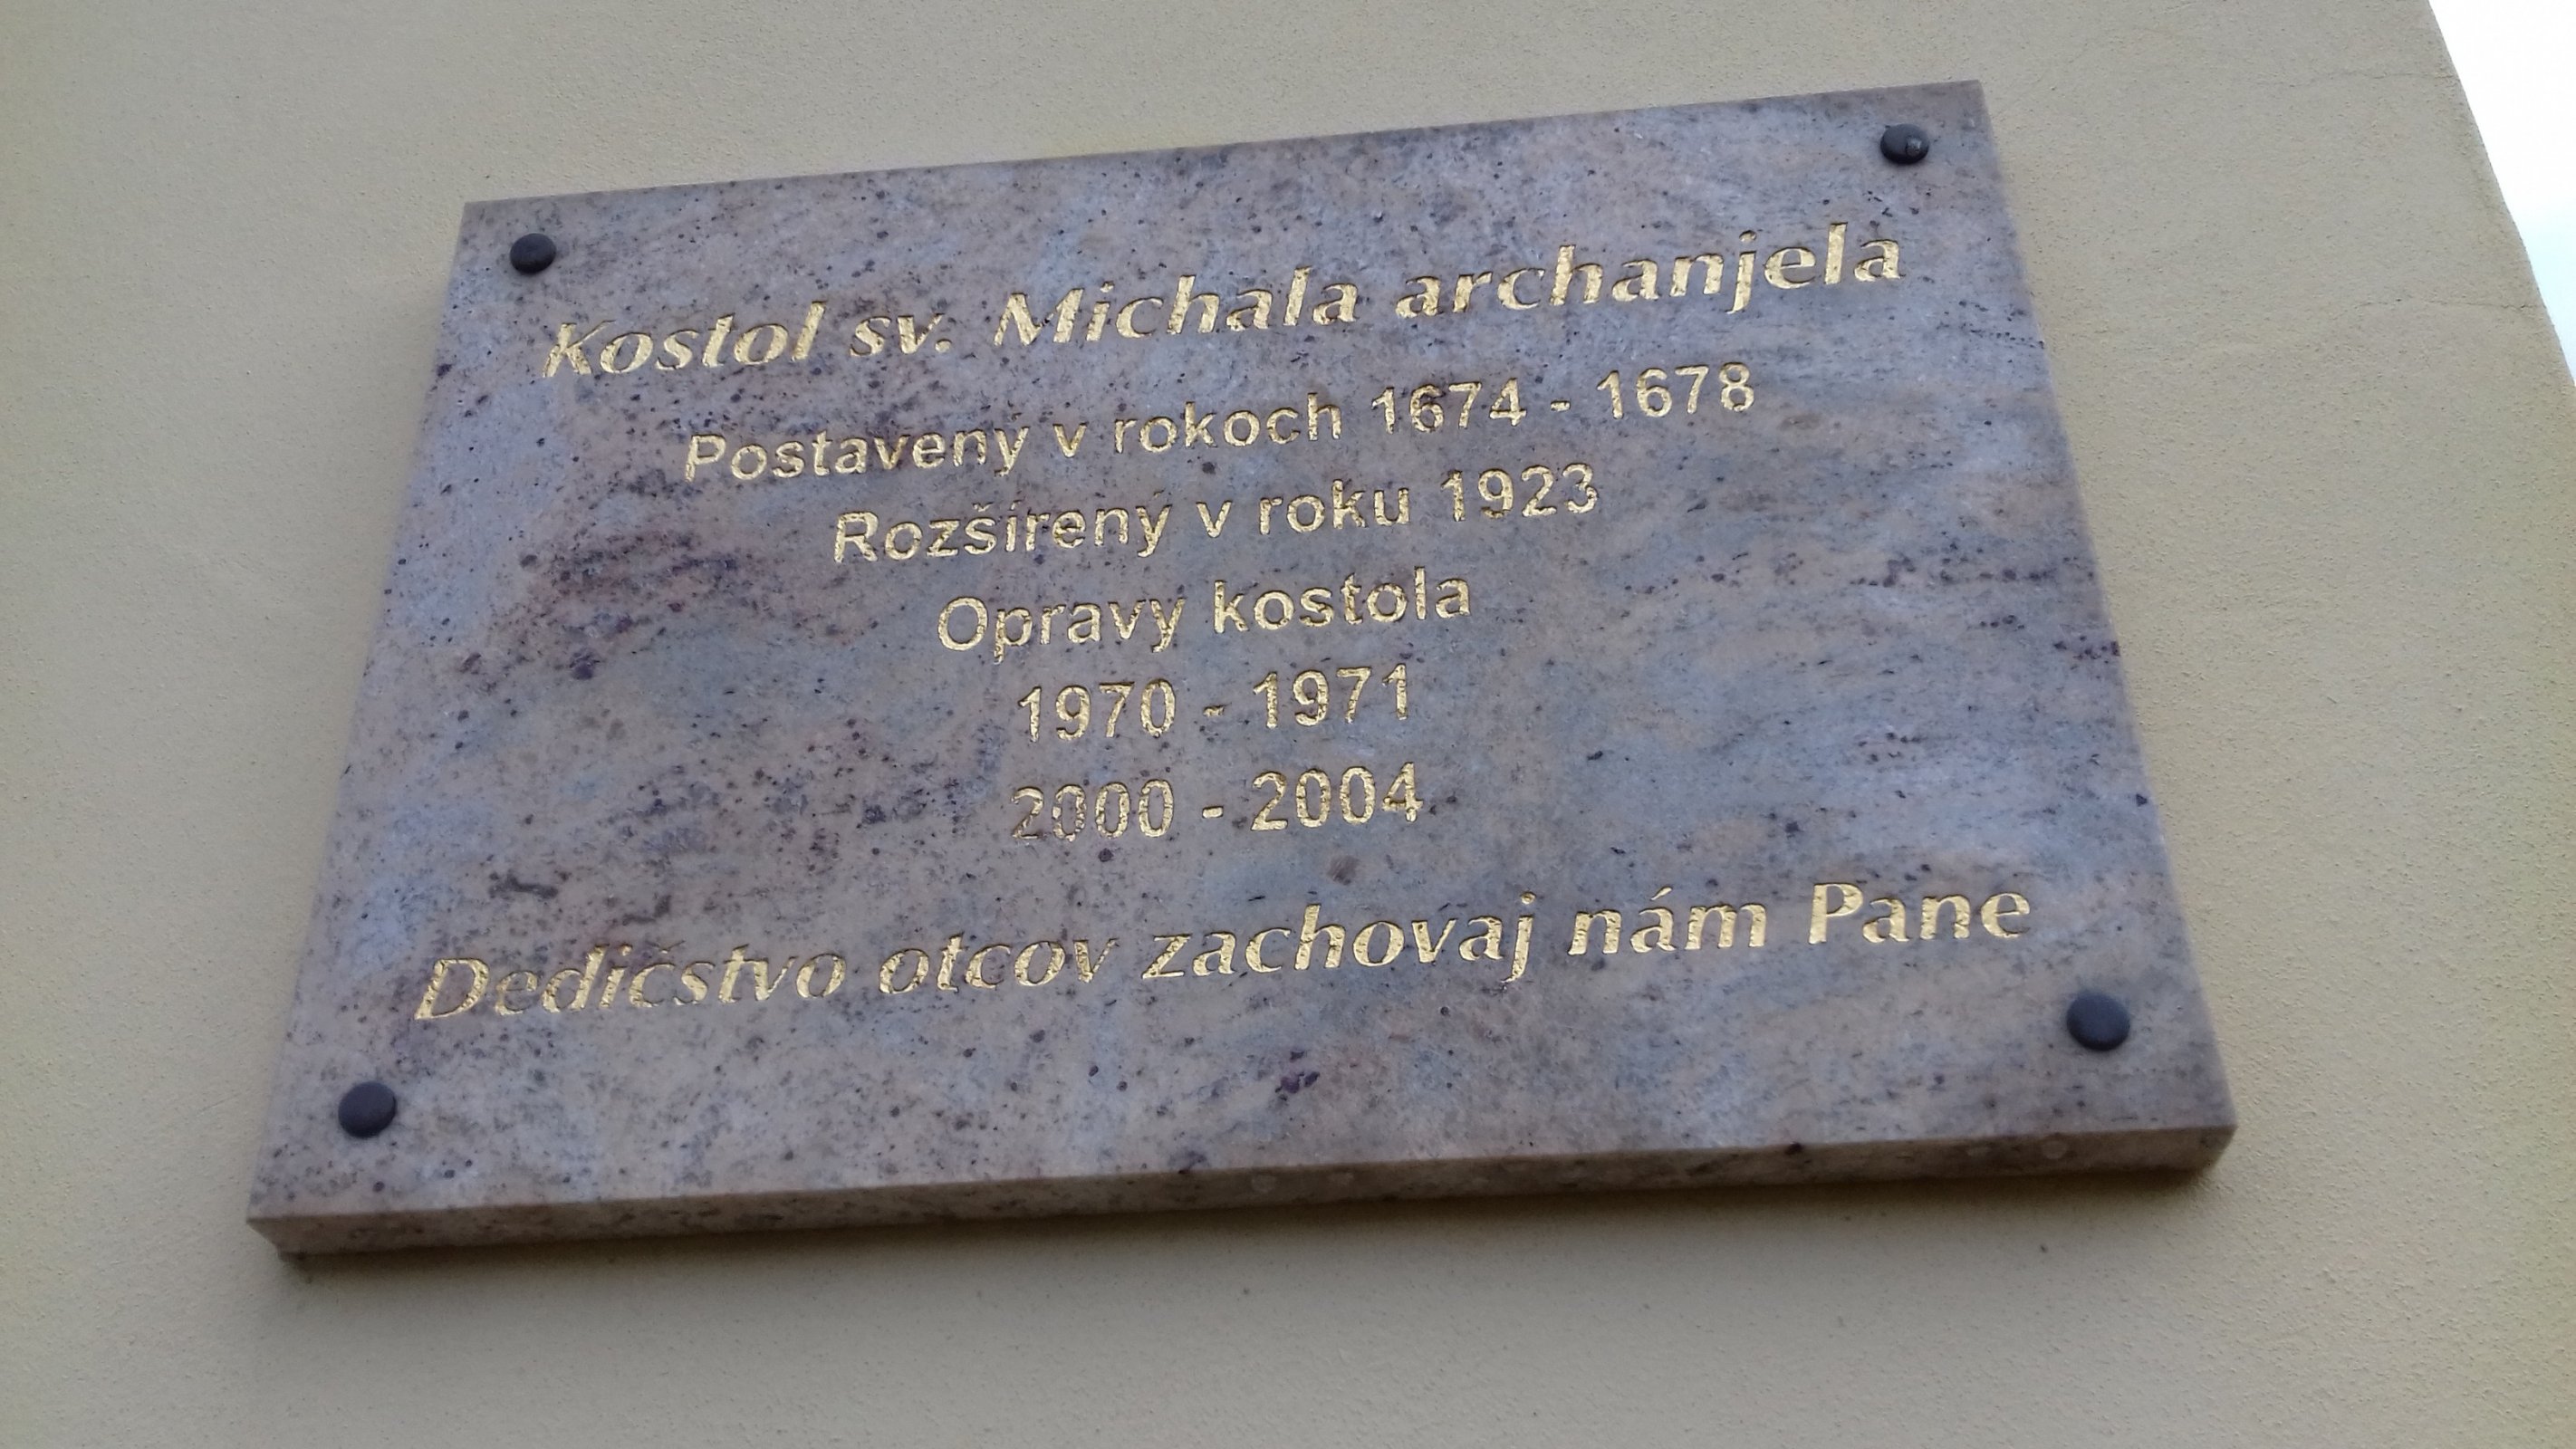 Kostol sv. Michala archanjela
Postavený v rokoch 1674 - 1678
Rozšírený v roku 1923
Opravy kostola
1970 - 1971
2000 - 2004
Dedičstvo otcov zachovaj nám Pane